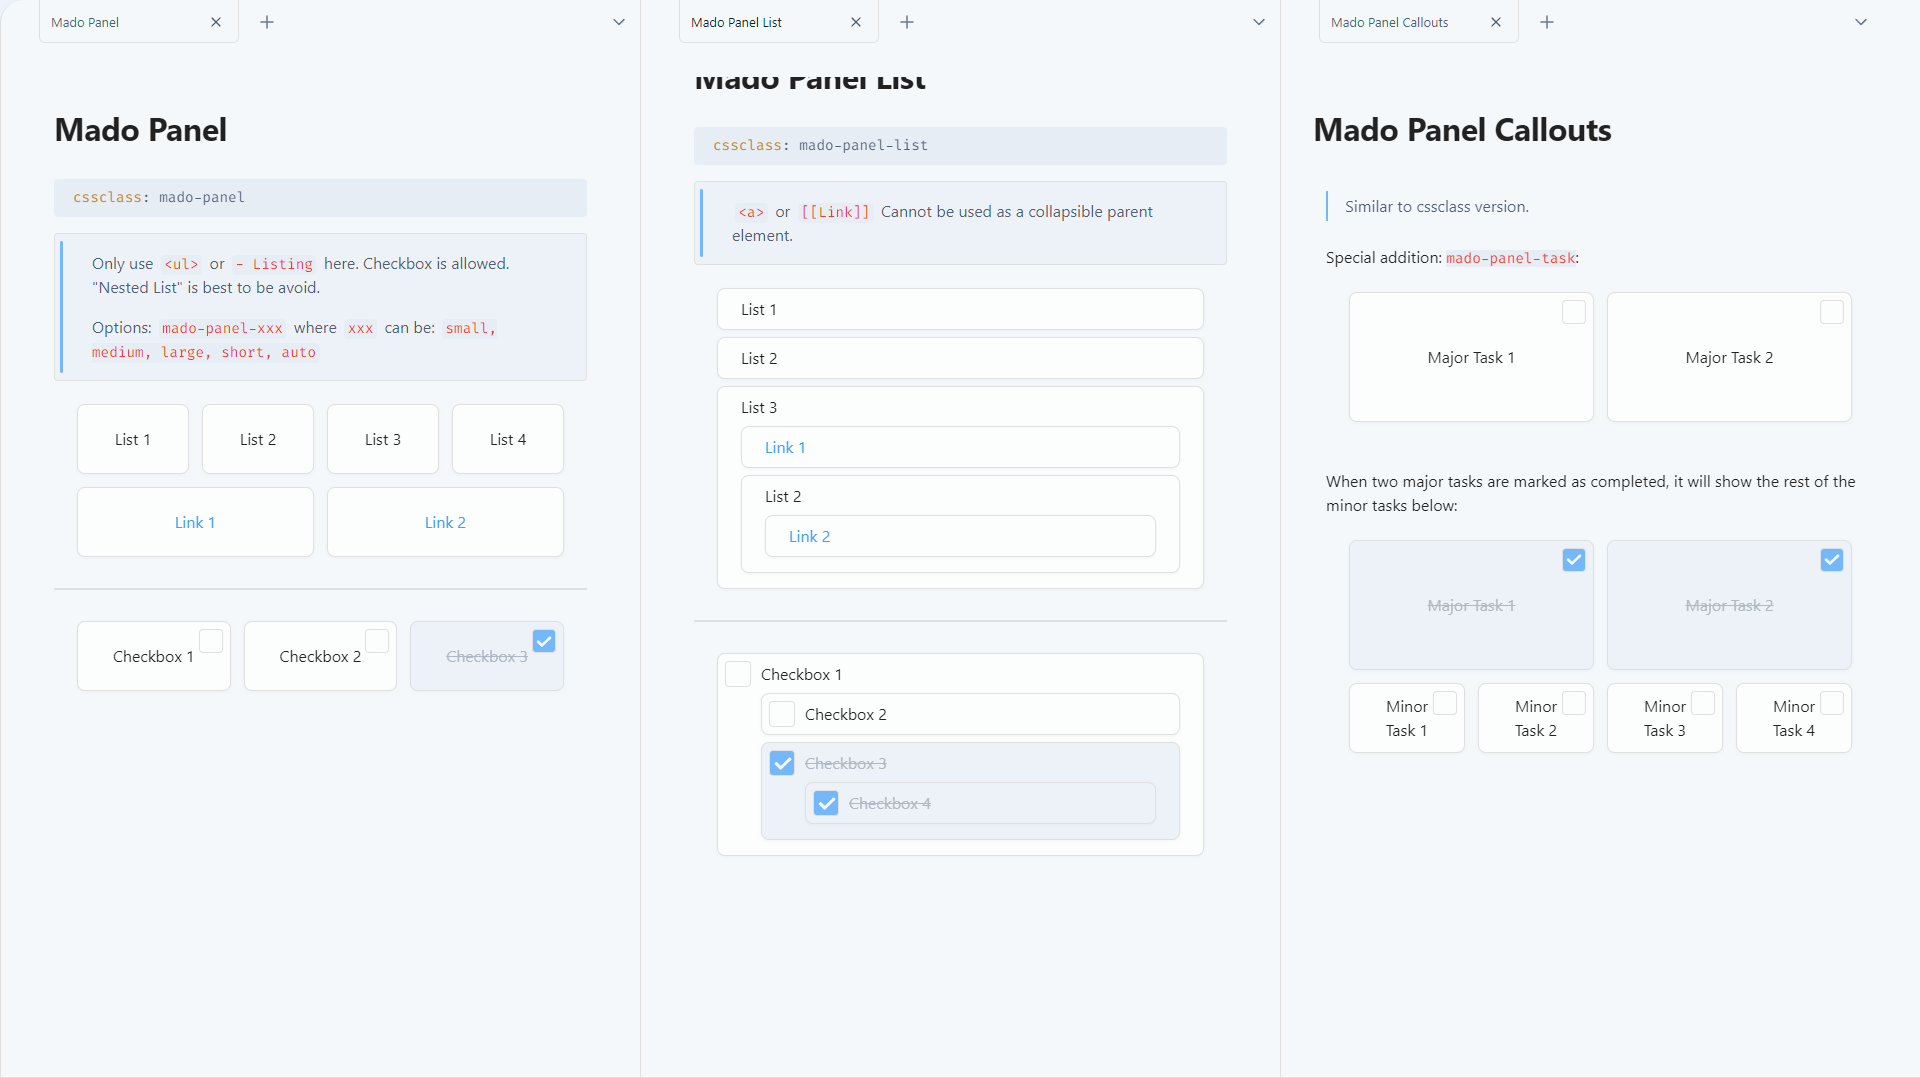 Mado Panel
Mado Panel
cssclass: mado-panel
Only use <ul> or - Listing here. Checkbox is allowed.
"Nested List" is best to be avoid.
Options: mado-panel-xxx where xxx can be: small,
medium, large, short, auto
List 1
List 2
List 3
List 4
Link 1
Link 2
Checkbox 1
Checkbox 2
Checkbox 3
Mado Panel List
Mado Panel List
cssclass: mado-panel-list
<a> or [[Link]] Cannot be used as a collapsible parent
element.
List 1
List 2
List 3
Link 1
List 2
Link 2
Checkbox 1
Checkbox 2
Checkbox 3
Checkbox 4
Mado Panel Callouts
Mado Panel Callouts
Similar to cssclass version.
Special addition: mado-panel-task:
Major Task 1
Major Task 2
When two major tasks are marked as completed, it will show the rest of the
minor tasks below:
Major Task 1
Major Task 2
Minor
Task 1
Minor
Task 2
Minor
Task 3
Minor
Task 4